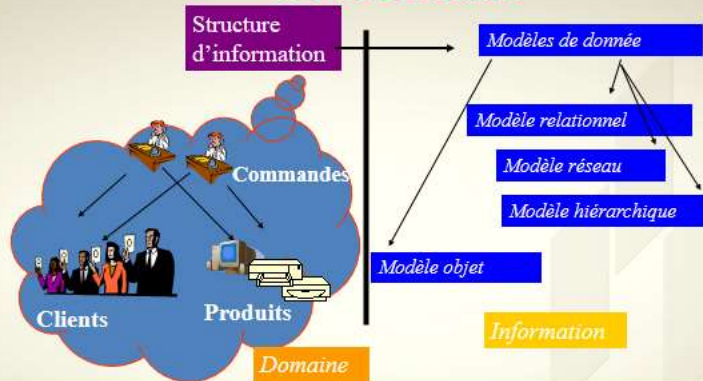 Structure
d'information
Modèles de donnée
Modèle relationnel
Commandes
Modèle réseau
Modèle hiérarchique
Modèle objet
Clients
Produits
Information
Domaine